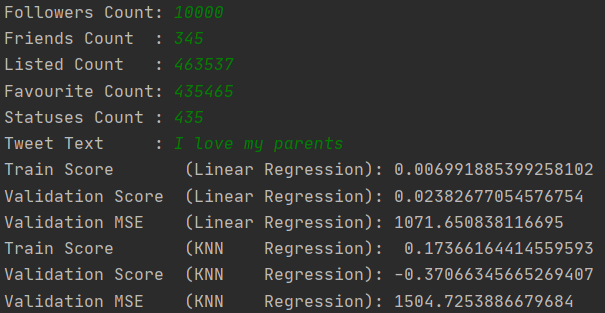 Followers Count: 10000
Friends Count  : 345
Listed Count   : 463537
Favourite Count: 435465
Statuses Count : 435
Tweet Text     : I love my parents
Train Score       (Linear Regression): 0.006991885399258102
Validation Score  (Linear Regression): 0.02382677054576754
Validation MSE    (Linear Regression): 1071.650838116695
Train Score       (KNN    Regression):  0.17366164414559593
Validation Score  (KNN    Regression): -0.37066345665269407
Validation MSE    (KNN    Regression): 1504.7253886679684